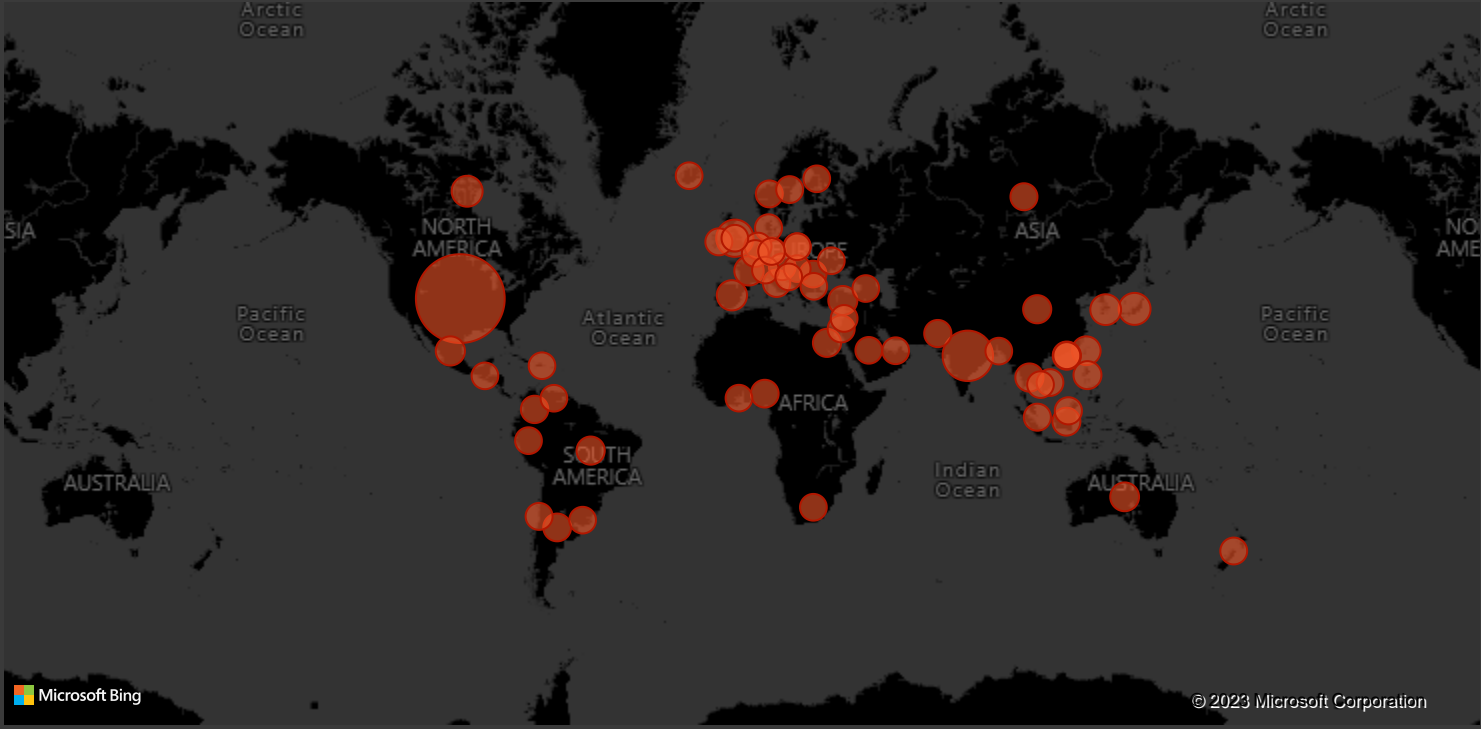 Arctic
Ocean
Arctic
Ocean
SIA
NORTH
AMERICA
EUROPE
ASIA
NO
AME
Pacific
Ocean
Atlantic
Ocean
Pacific
Ocean
AFRICA
SOUTH
AMERICA
Indian
Ocean
AUSTRALIA
AUSTRALIA
Microsoft Bing
© 2023 Microsoft Corporation